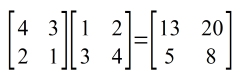 [4 3] [1 2] = [13 20]
[2 1] [3 4]   [5 8]